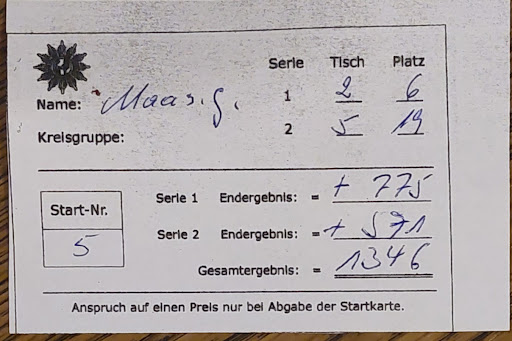 Serie Tisch Platz
Name: Maas. G. 1 2 6
Kreisgruppe: 2 5 19
Serie 1 Endergebnis: = + 775
Start-Nr. Serie 2 Endergebnis: = + 571
5 Gesamtergebnis: = 1346
Anspruch auf einen Preis nur bei Abgabe der Startkarte.